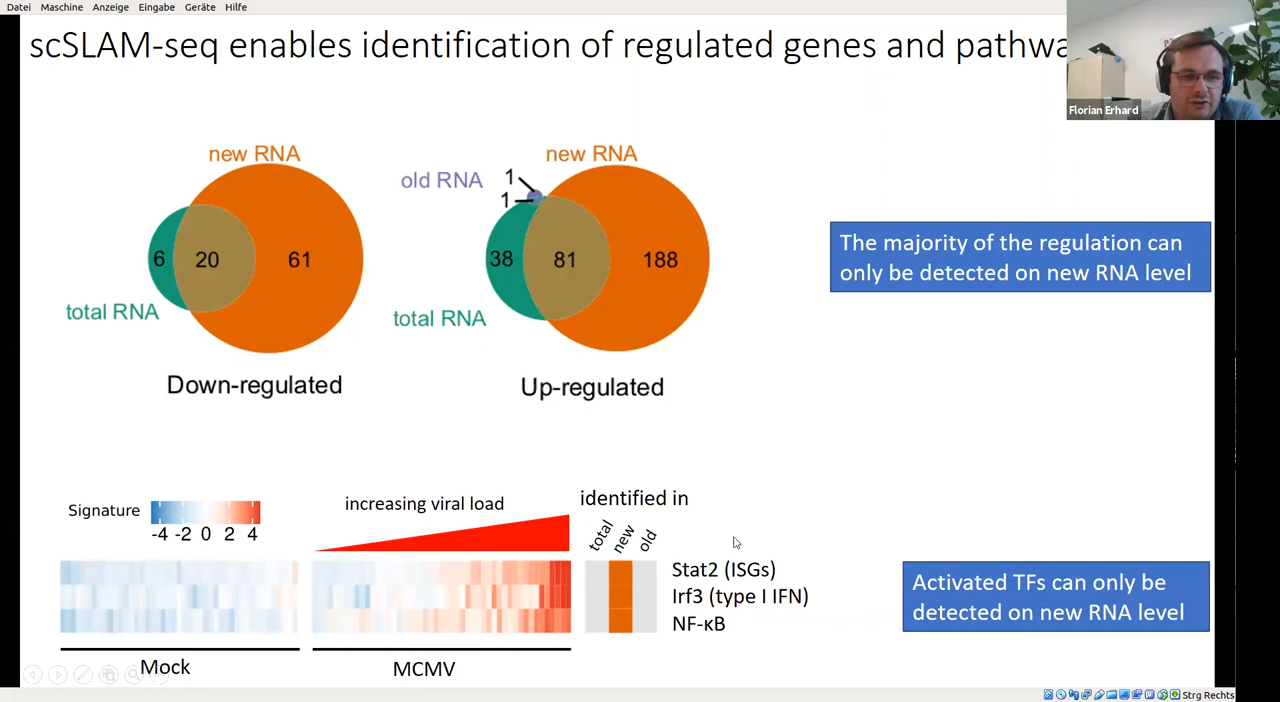 Datei Maschine Anzeige Eingabe Geräte Hilfe
scSLAM-seq enables identification of regulated genes and pathwa
Florian Erhard
new RNA
6
20
61
total RNA
Down-regulated
new RNA
old RNA
1
1
38
81
188
total RNA
Up-regulated
The majority of the regulation can
only be detected on new RNA level
Signature
-4 -2 0 2 4
increasing viral load
identified in
total
new
old
Stat2 (ISGs)
Irf3 (type I IFN)
NF-κB
Activated TFs can only be
detected on new RNA level
Mock
MCMV
Strg Rechts